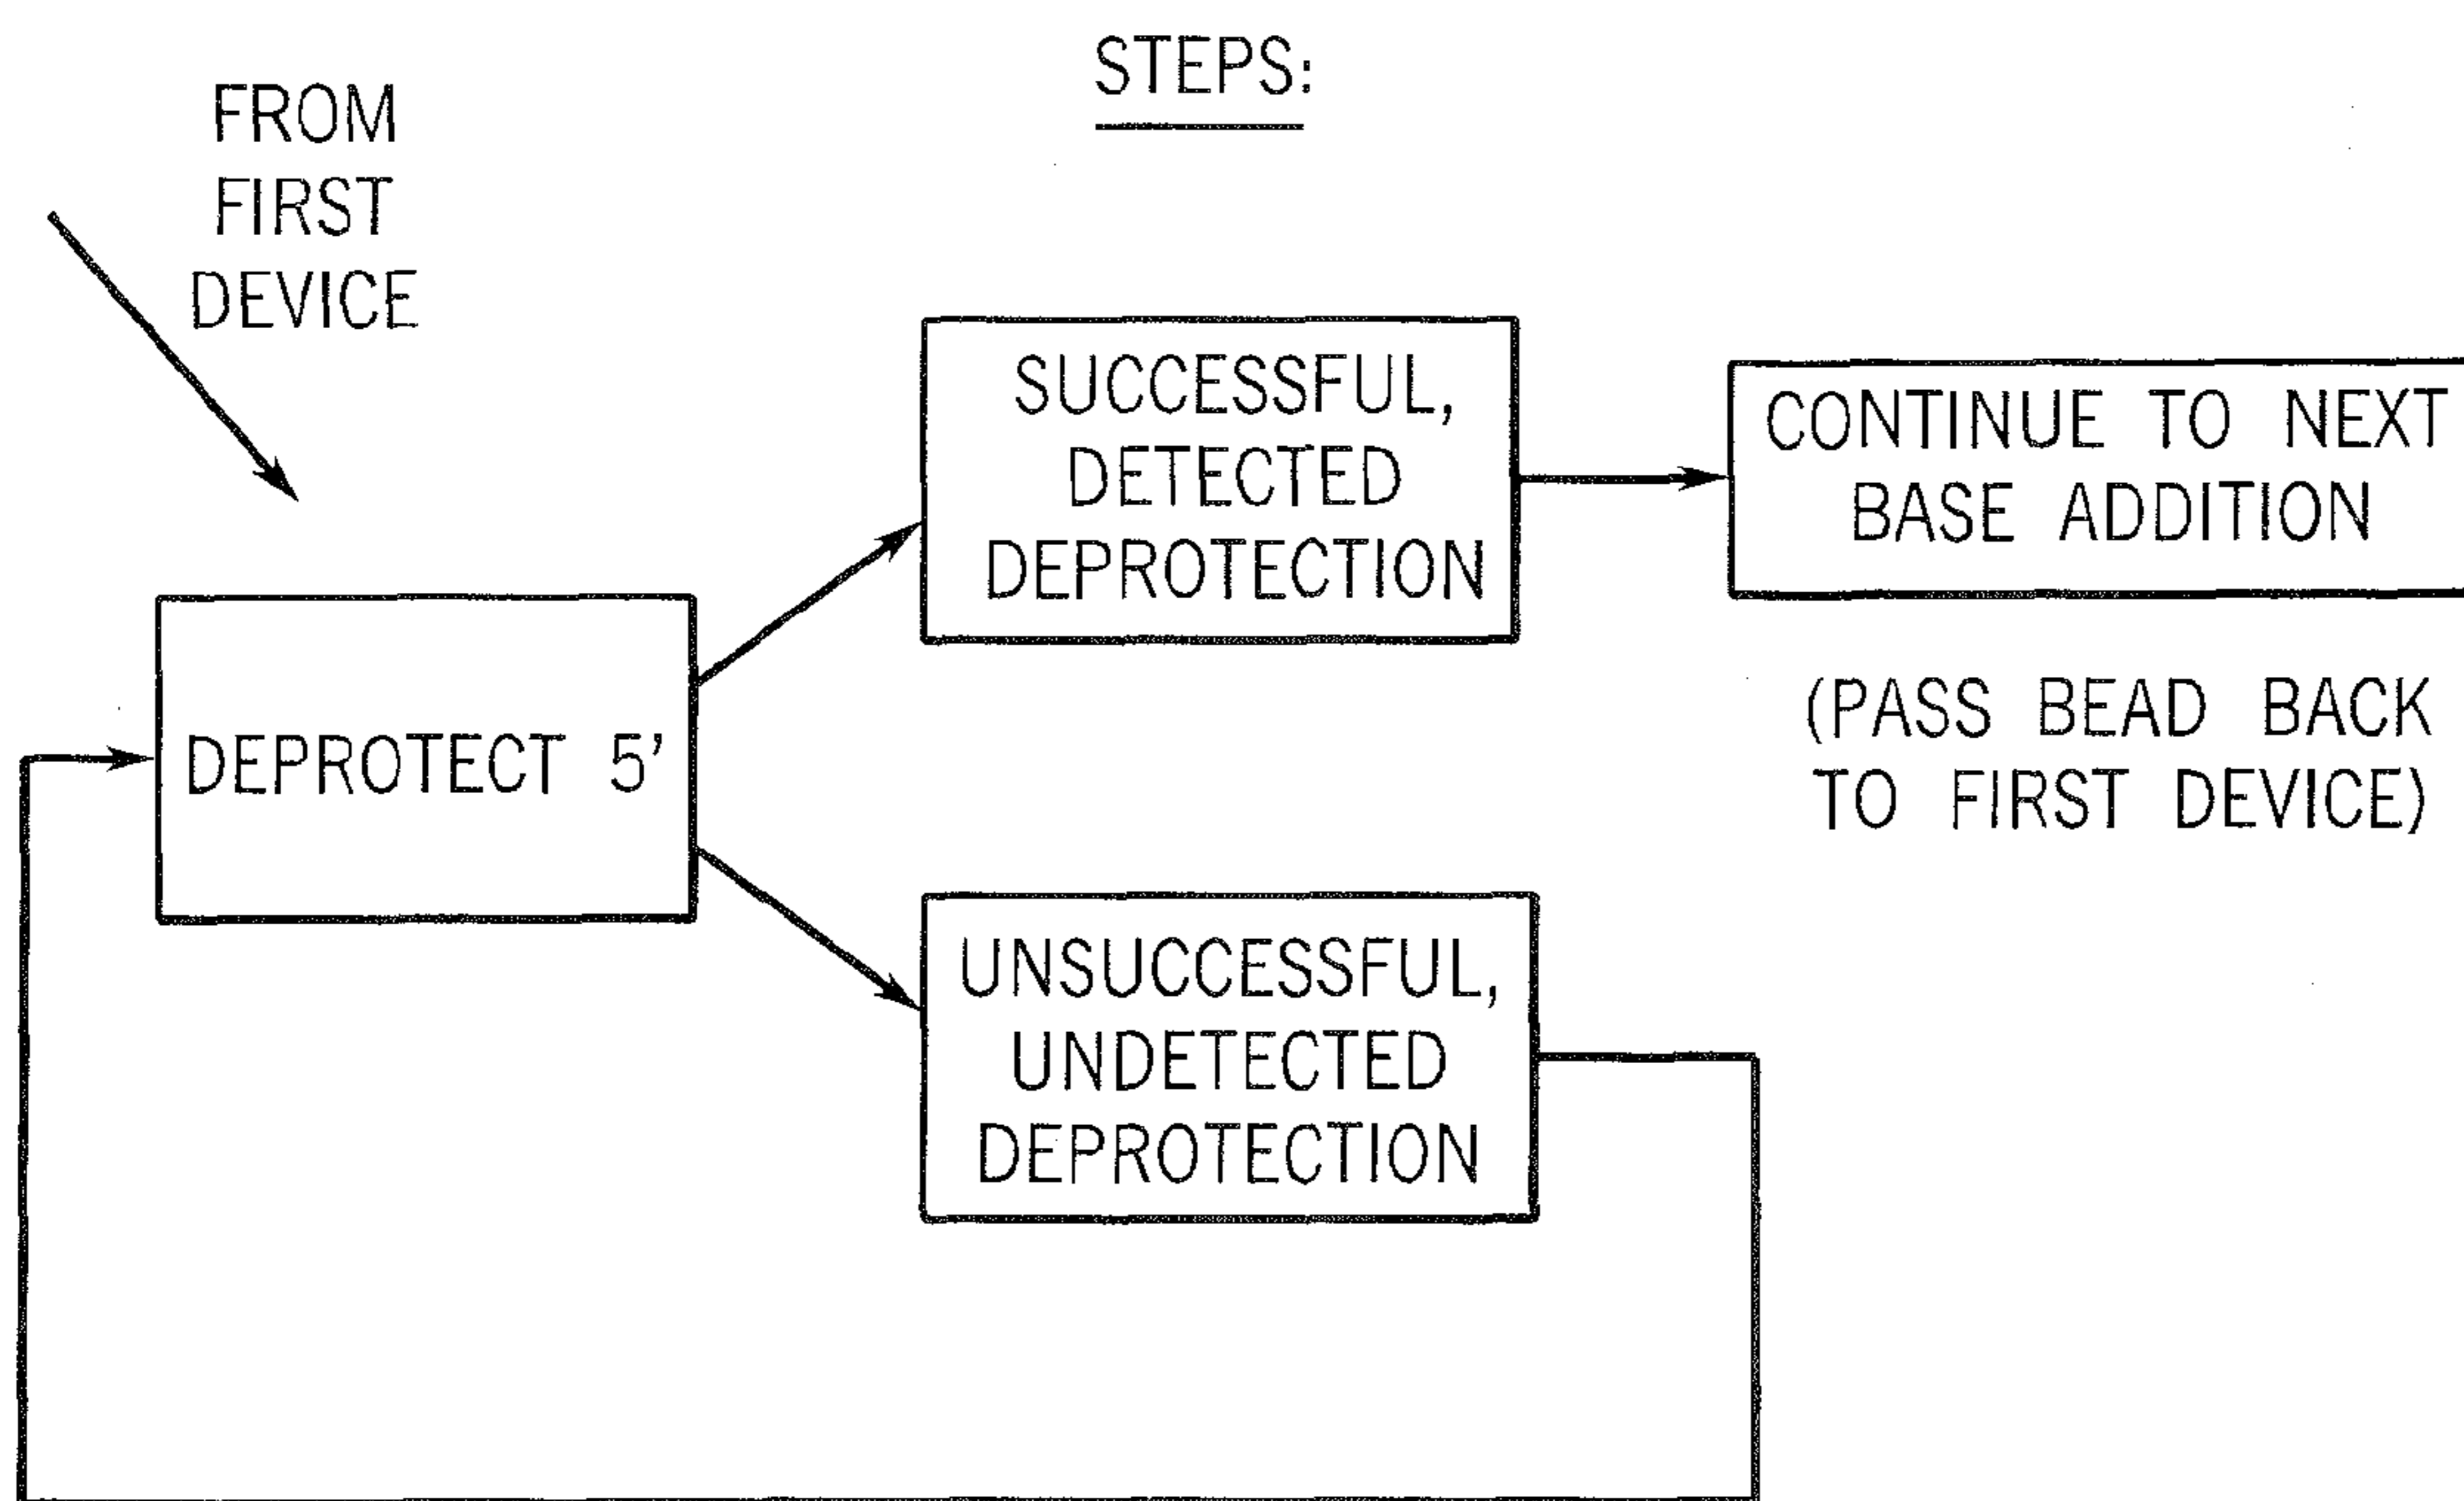 STEPS:
FROM
FIRST
DEVICE
SUCCESSFUL,
DETECTED
DEPROTECTION
CONTINUE TO NEXT
BASE ADDITION
(PASS BEAD BACK
TO FIRST DEVICE)
DEPROTECT 5'
UNSUCCESSFUL,
UNDETECTED
DEPROTECTION